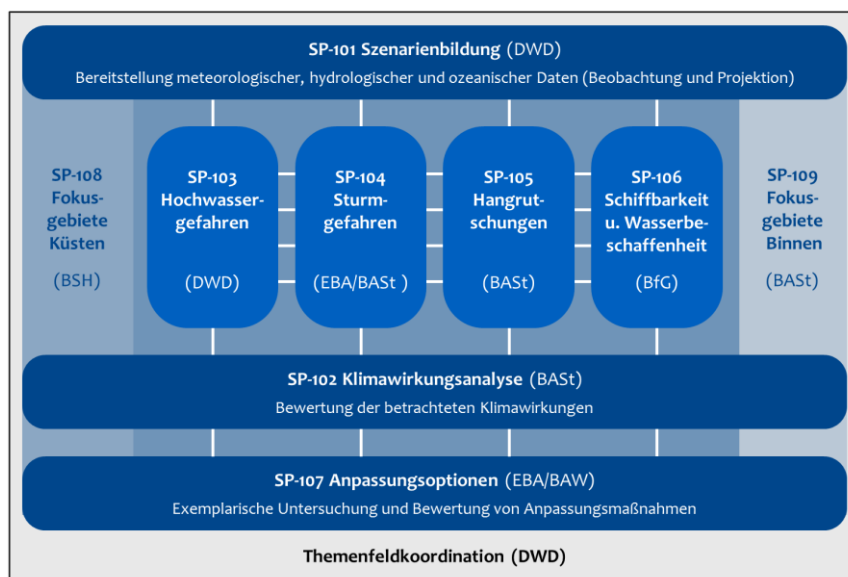 SP-101 Szenarienbildung (DWD)
Bereitstellung meteorologischer, hydrologischer und ozeanischer Daten (Beobachtung und Projektion)
SP-108
Fokus-
gebiete
Küsten
(BSH)
SP-103
Hochwasser-
gefahren
(DWD)
SP-104
Sturm-
gefahren
(EBA/BASt )
SP-105
Hangrut-
schungen
(BASt)
SP-106
Schiffbarkeit
u. Wasserbe-
schaffenheit
(BfG)
SP-109
Fokus-
gebiete
Binnen
(BASt)
SP-102 Klimawirkungsanalyse (BASt)
Bewertung der betrachteten Klimawirkungen
SP-107 Anpassungsoptionen (EBA/BAW)
Exemplarische Untersuchung und Bewertung von Anpassungsmaßnahmen
Themenfeldkoordination (DWD)